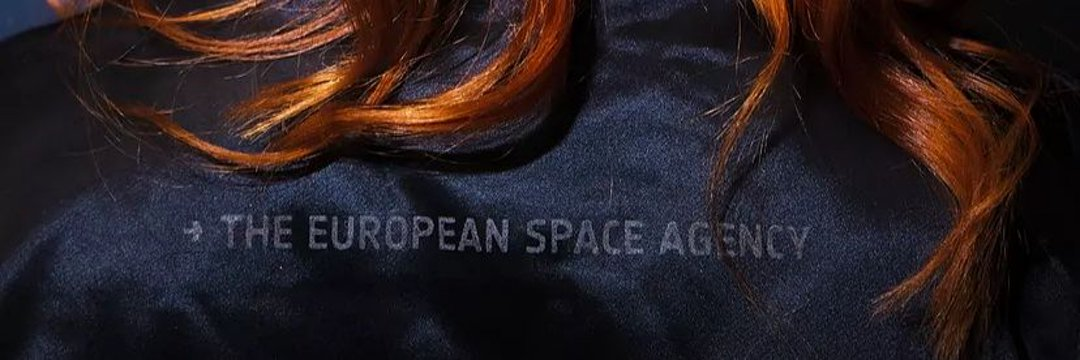 → THE EUROPEAN SPACE AGENCY